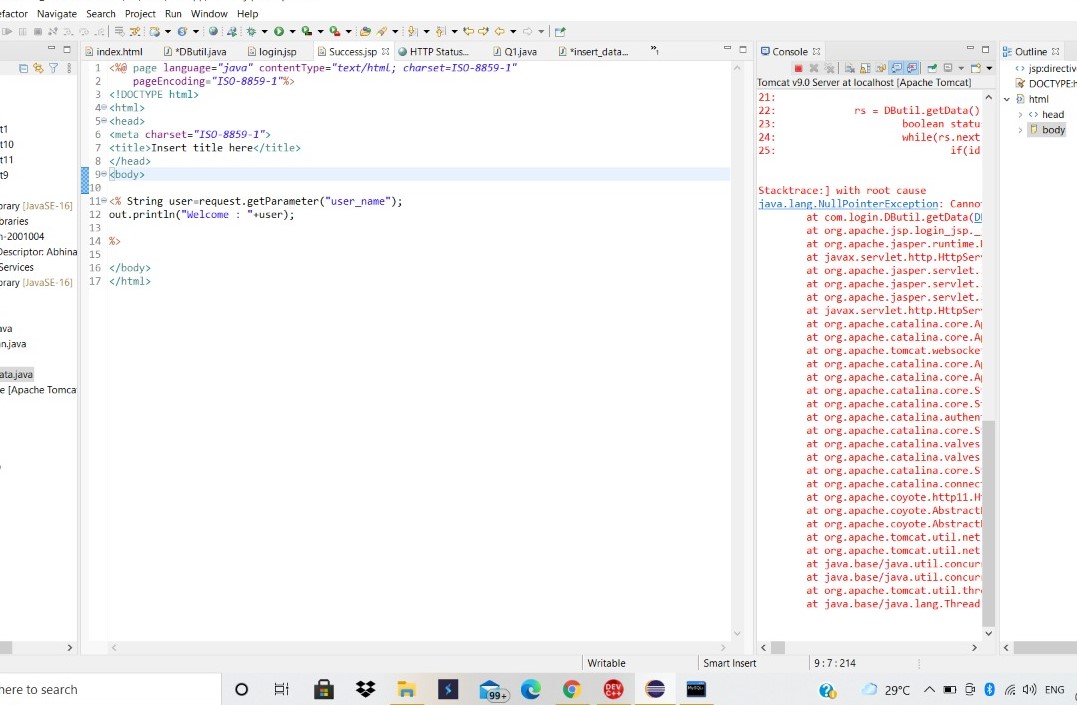 efactor Navigate Search Project Run Window Help
index.html *DButil.java login.jsp Success.jsp HTTP Status... Q1.java *insert_data... »1
Console
Outline
Tomcat v9.0 Server at localhost [Apache Tomcat]
1 <%@ page language="java" contentType="text/html; charset=ISO-8859-1"
2 pageEncoding="ISO-8859-1"%>
3 <!DOCTYPE html>
4 <html>
5 <head>
6 <meta charset="ISO-8859-1">
7 <title>Insert title here</title>
8 </head>
9 <body>
10
11 <% String user=request.getParameter("user_name");
12 out.println("Welcome : "+user);
13
14 %>
15
16 </body>
17 </html>
t1
t10
t11
t9
orary [JavaSE-16]
braries
n-2001004
Descriptor: Abhina
Services
orary [JavaSE-16]
ava
n.java
ata.java
e [Apache Tomca
21:
22: rs = DButil.getData()
23: boolean statu
24: while(rs.next
25: if(id
Stacktrace:] with root cause
java.lang.NullPointerException: Canno
at com.login.DButil.getData(D
at org.apache.jsp.login_jsp._
at org.apache.jasper.runtime.
at javax.servlet.http.HttpSer
at org.apache.jasper.servlet.
at org.apache.jasper.servlet.
at org.apache.jasper.servlet.
at javax.servlet.http.HttpSer
at org.apache.catalina.core.A
at org.apache.catalina.core.A
at org.apache.tomcat.websocke
at org.apache.catalina.core.A
at org.apache.catalina.core.A
at org.apache.catalina.core.S
at org.apache.catalina.core.S
at org.apache.catalina.authen
at org.apache.catalina.core.S
at org.apache.catalina.valves
at org.apache.catalina.valves
at org.apache.catalina.core.S
at org.apache.catalina.connec
at org.apache.coyote.http11.H
at org.apache.coyote.Abstract
at org.apache.coyote.Abstract
at org.apache.tomcat.util.net
at org.apache.tomcat.util.net
at java.base/java.util.concur
at java.base/java.util.concur
at org.apache.tomcat.util.thr
at java.base/java.lang.Thread
jsp:directiv
DOCTYPE:h
html
head
body
Writable Smart Insert 9 : 7 : 214
here to search
99+
DEV C++
MySQL
29°C ENG